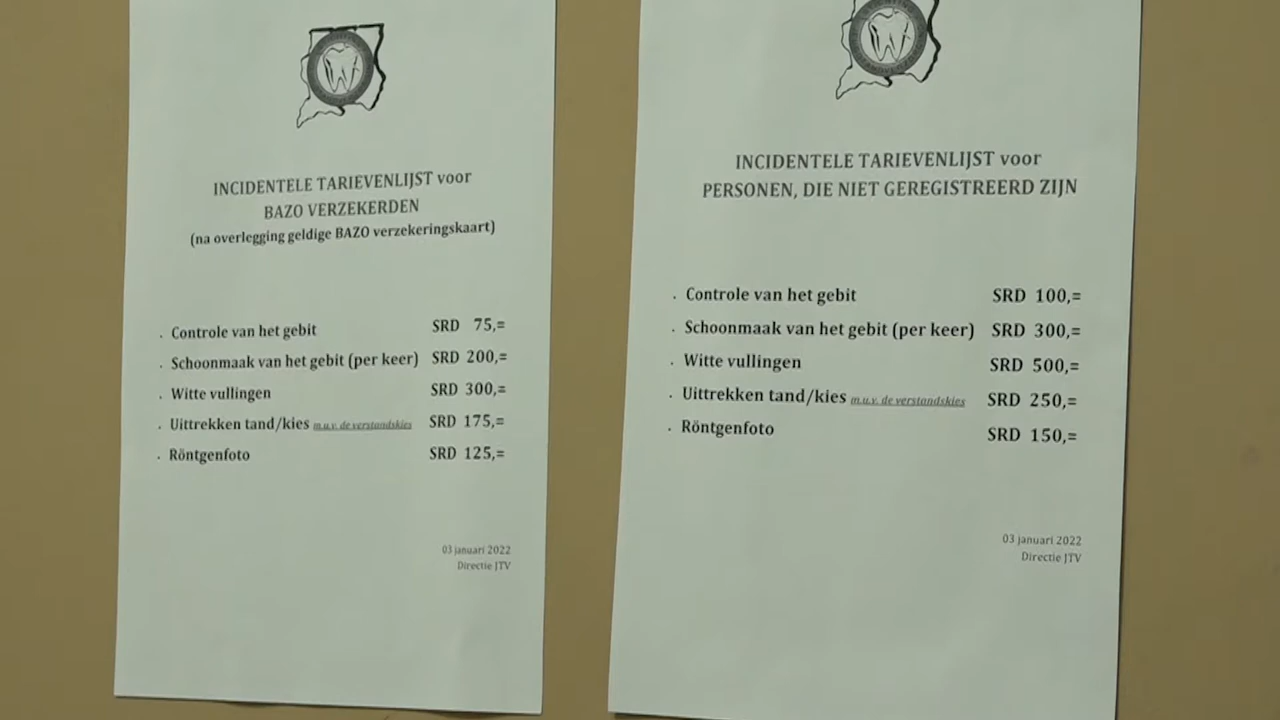 INCIDENTELE TARIEVENLIJST voor
BAZO VERZEKERDEN
(na overlegging geldige BAZO verzekeringskaart)
. Controle van het gebit SRD 75,=
. Schoonmaak van het gebit (per keer) SRD 200,=
. Witte vullingen SRD 300,=
. Uittrekken tand/kies m.u.v. de verstandskies SRD 175,=
. Röntgenfoto SRD 125,=
03 januari 2022
Directie JTV
INCIDENTELE TARIEVENLIJST voor
PERSONEN, DIE NIET GEREGISTREERD ZIJN
. Controle van het gebit SRD 100,=
. Schoonmaak van het gebit (per keer) SRD 300,=
. Witte vullingen SRD 500,=
. Uittrekken tand/kies m.u.v. de verstandskies SRD 250,=
. Röntgenfoto SRD 150,=
03 januari 2022
Directie JTV